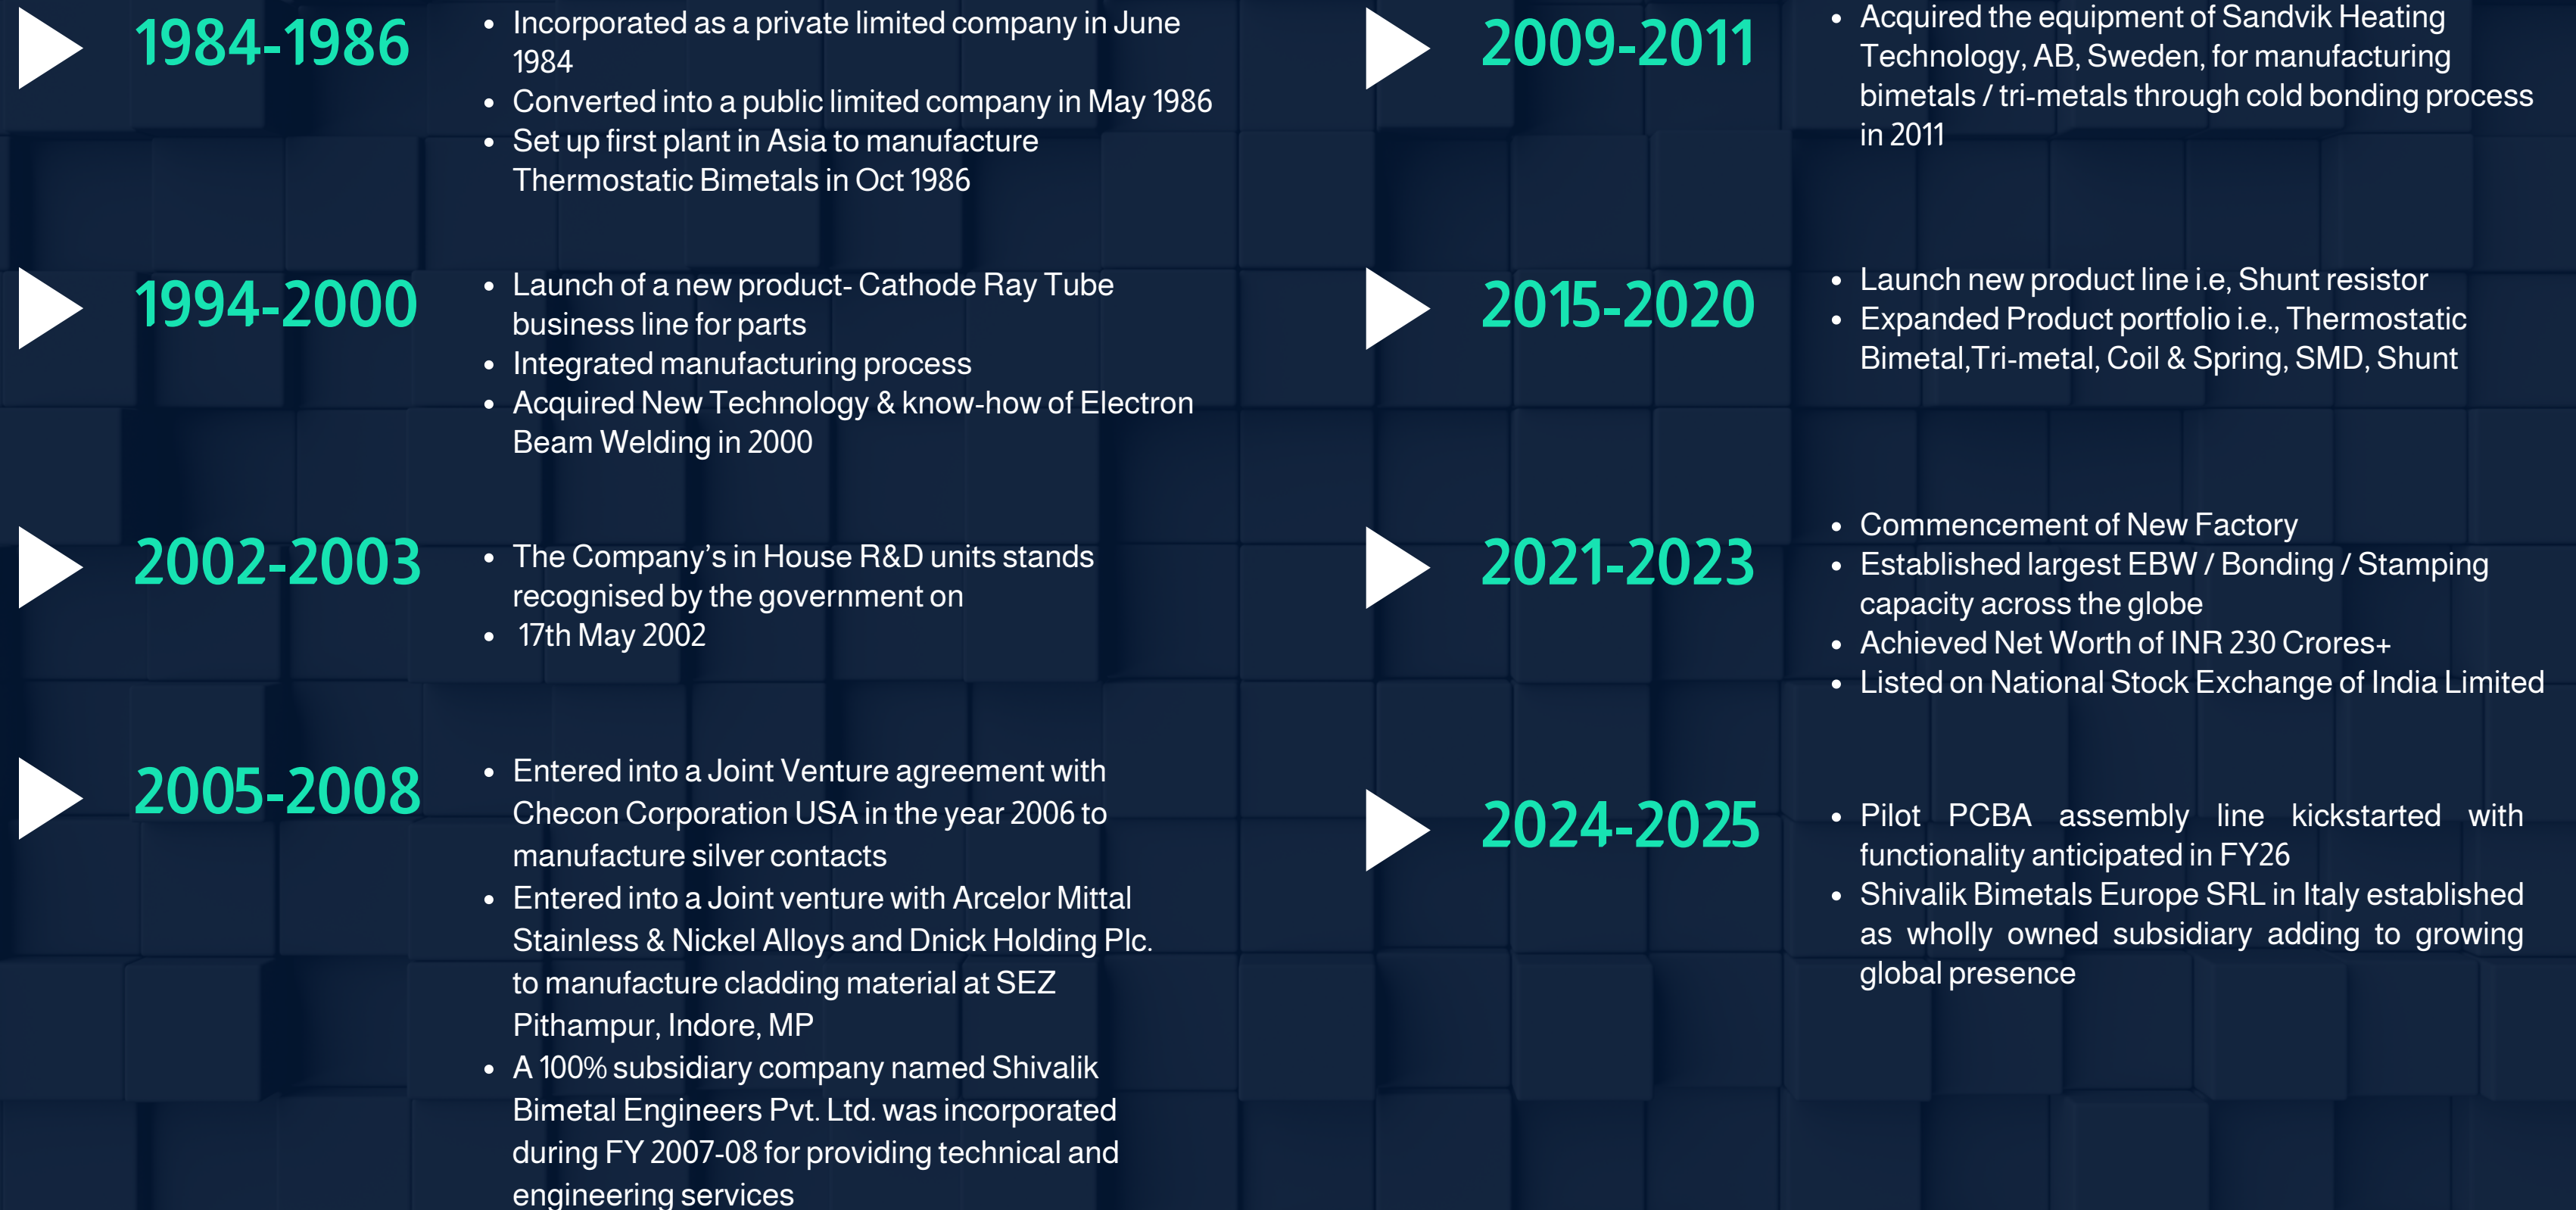 1984-1986
• Incorporated as a private limited company in June
1984
• Converted into a public limited company in May 1986
• Set up first plant in Asia to manufacture
Thermostatic Bimetals in Oct 1986
1994-2000
• Launch of a new product- Cathode Ray Tube
business line for parts
• Integrated manufacturing process
• Acquired New Technology & know-how of Electron
Beam Welding in 2000
2002-2003
• The Company’s in House R&D units stands
recognised by the government on
• 17th May 2002
2005-2008
• Entered into a Joint Venture agreement with
Checon Corporation USA in the year 2006 to
manufacture silver contacts
• Entered into a Joint venture with Arcelor Mittal
Stainless & Nickel Alloys and Dnick Holding Plc.
to manufacture cladding material at SEZ
Pithampur, Indore, MP
• A 100% subsidiary company named Shivalik
Bimetal Engineers Pvt. Ltd. was incorporated
during FY 2007-08 for providing technical and
engineering services
2009-2011
• Acquired the equipment of Sandvik Heating
Technology, AB, Sweden, for manufacturing
bimetals / tri-metals through cold bonding process
in 2011
2015-2020
• Launch new product line i.e, Shunt resistor
• Expanded Product portfolio i.e., Thermostatic
Bimetal,Tri-metal, Coil & Spring, SMD, Shunt
2021-2023
• Commencement of New Factory
• Established largest EBW / Bonding / Stamping
capacity across the globe
• Achieved Net Worth of INR 230 Crores+
• Listed on National Stock Exchange of India Limited
2024-2025
• Pilot PCBA assembly line kickstarted with
functionality anticipated in FY26
• Shivalik Bimetals Europe SRL in Italy established
as wholly owned subsidiary adding to growing
global presence